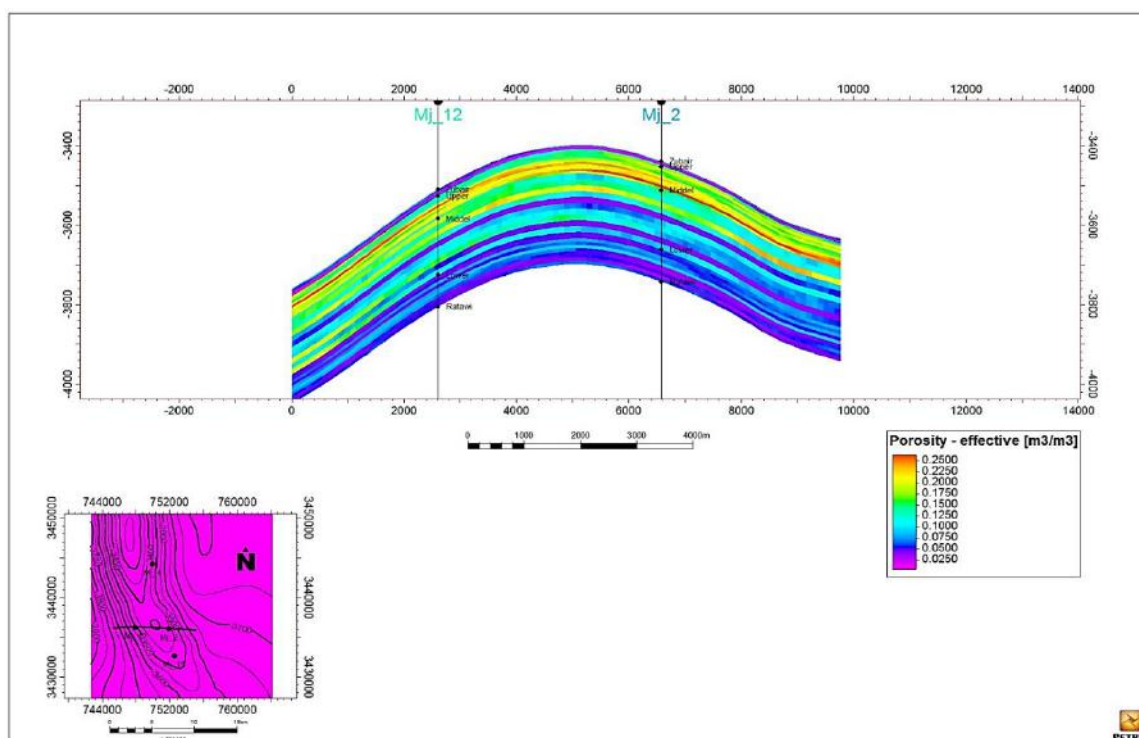 -2000 0 2000 4000 6000 8000 10000 12000 14000
Mj_12 Mj_2
-3400 -3400
Zubair
Upper
Zubair
Upper
Middel
Middel
-3600 -3600
Lower
Lower
-3800 -3800
Ratawi
-4000 -4000
-2000 0 2000 4000 6000 8000 10000 12000 14000
0 1000 2000 3000 4000m
Porosity - effective [m3/m3]
0.2500
0.2250
0.2000
0.1750
0.1500
0.1250
0.1000
0.0750
0.0500
0.0250
744000 752000 760000
3450000 3450000
N
3440000 3440000
3430000 3430000
744000 752000 760000